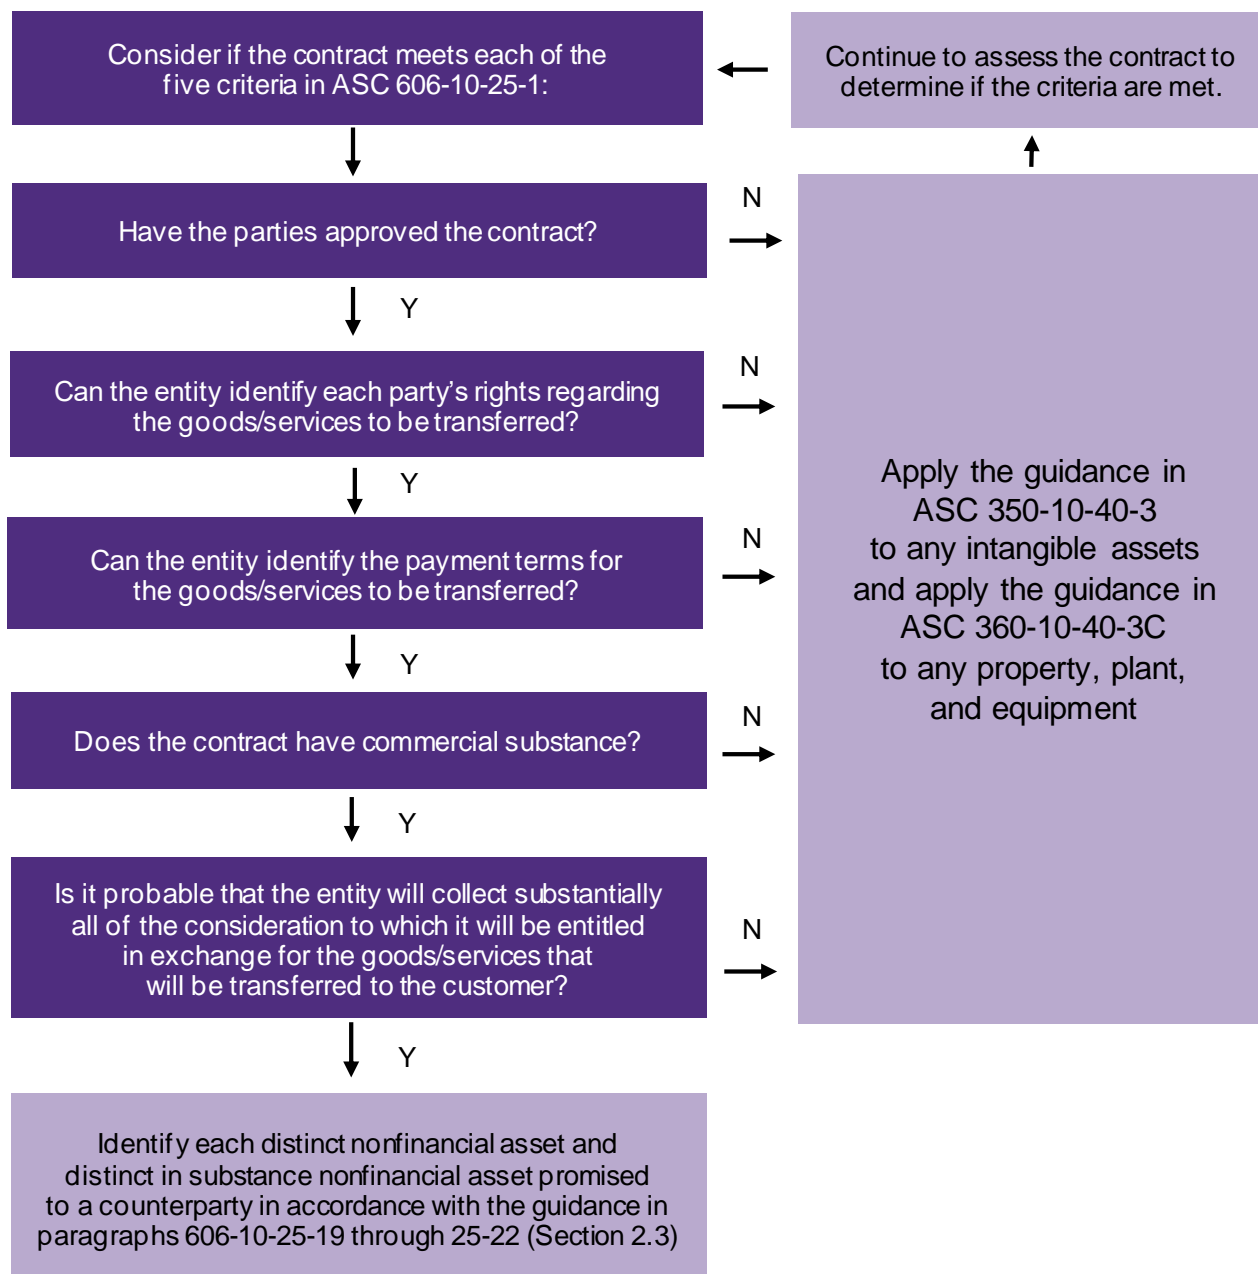 Consider if the contract meets each of the
five criteria in ASC 606-10-25-1:
Continue to assess the contract to
determine if the criteria are met.
Have the parties approved the contract?
N
Y
Can the entity identify each party’s rights regarding
the goods/services to be transferred?
N
Y
Can the entity identify the payment terms for
the goods/services to be transferred?
N
Y
Does the contract have commercial substance?
N
Y
Is it probable that the entity will collect substantially
all of the consideration to which it will be entitled
in exchange for the goods/services that
will be transferred to the customer?
N
Y
Apply the guidance in
ASC 350-10-40-3
to any intangible assets
and apply the guidance in
ASC 360-10-40-3C
to any property, plant,
and equipment
Identify each distinct nonfinancial asset and
distinct in substance nonfinancial asset promised
to a counterparty in accordance with the guidance in
paragraphs 606-10-25-19 through 25-22 (Section 2.3)